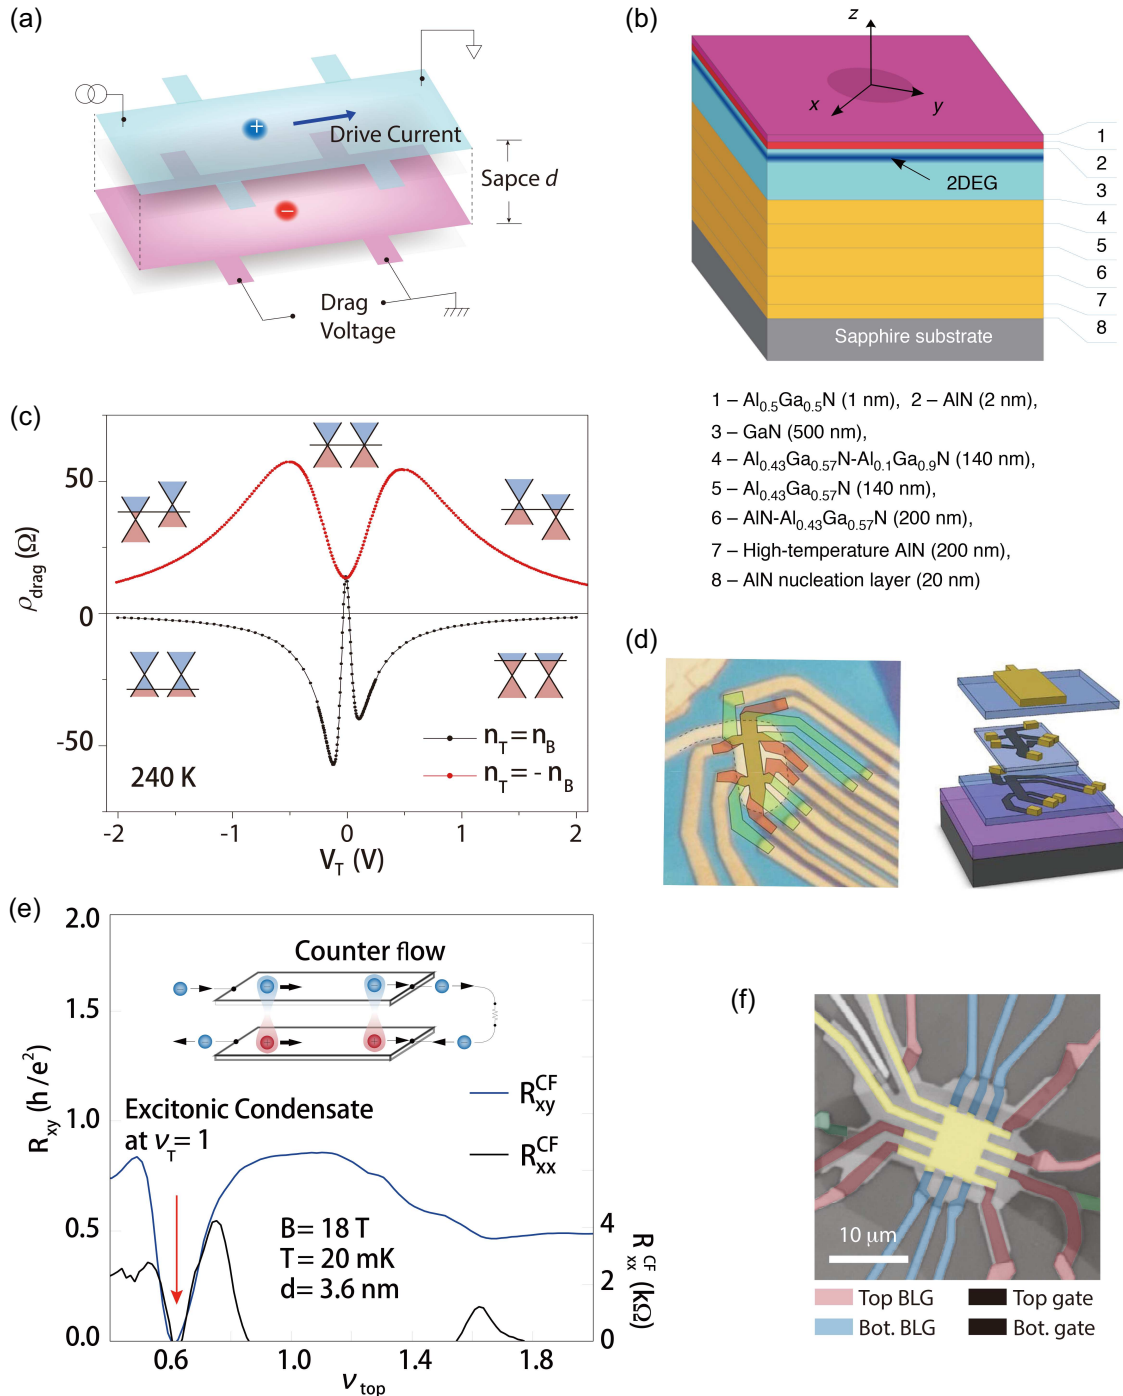 (a)
Drive Current
+
Sapce d
−
Drag
Voltage
(b)
z
x
y
2DEG
1
2
3
4
5
6
7
8
Sapphire substrate
1 – Al0.5Ga0.5N (1 nm), 2 – AlN (2 nm),
3 – GaN (500 nm),
4 – Al0.43Ga0.57N-Al0.1Ga0.9N (140 nm),
5 – Al0.43Ga0.57N (140 nm),
6 – AlN-Al0.43Ga0.57N (200 nm),
7 – High-temperature AlN (200 nm),
8 – AlN nucleation layer (20 nm)
(c)
ρdrag (Ω)
50
0
-50
240 K
nT = nB
nT = - nB
-2
-1
0
1
2
VT (V)
(d)
(e)
2.0
1.5
1.0
0.5
0.0
Rxy (h/e²)
Counter flow
RxyCF
RxxCF
Excitonic Condensate
at νT= 1
B= 18 T
T= 20 mK
d= 3.6 nm
4
2
0
RxxCF (kΩ)
0.6
1.0
1.4
1.8
νtop
(f)
10 μm
Top BLG
Top gate
Bot. BLG
Bot. gate